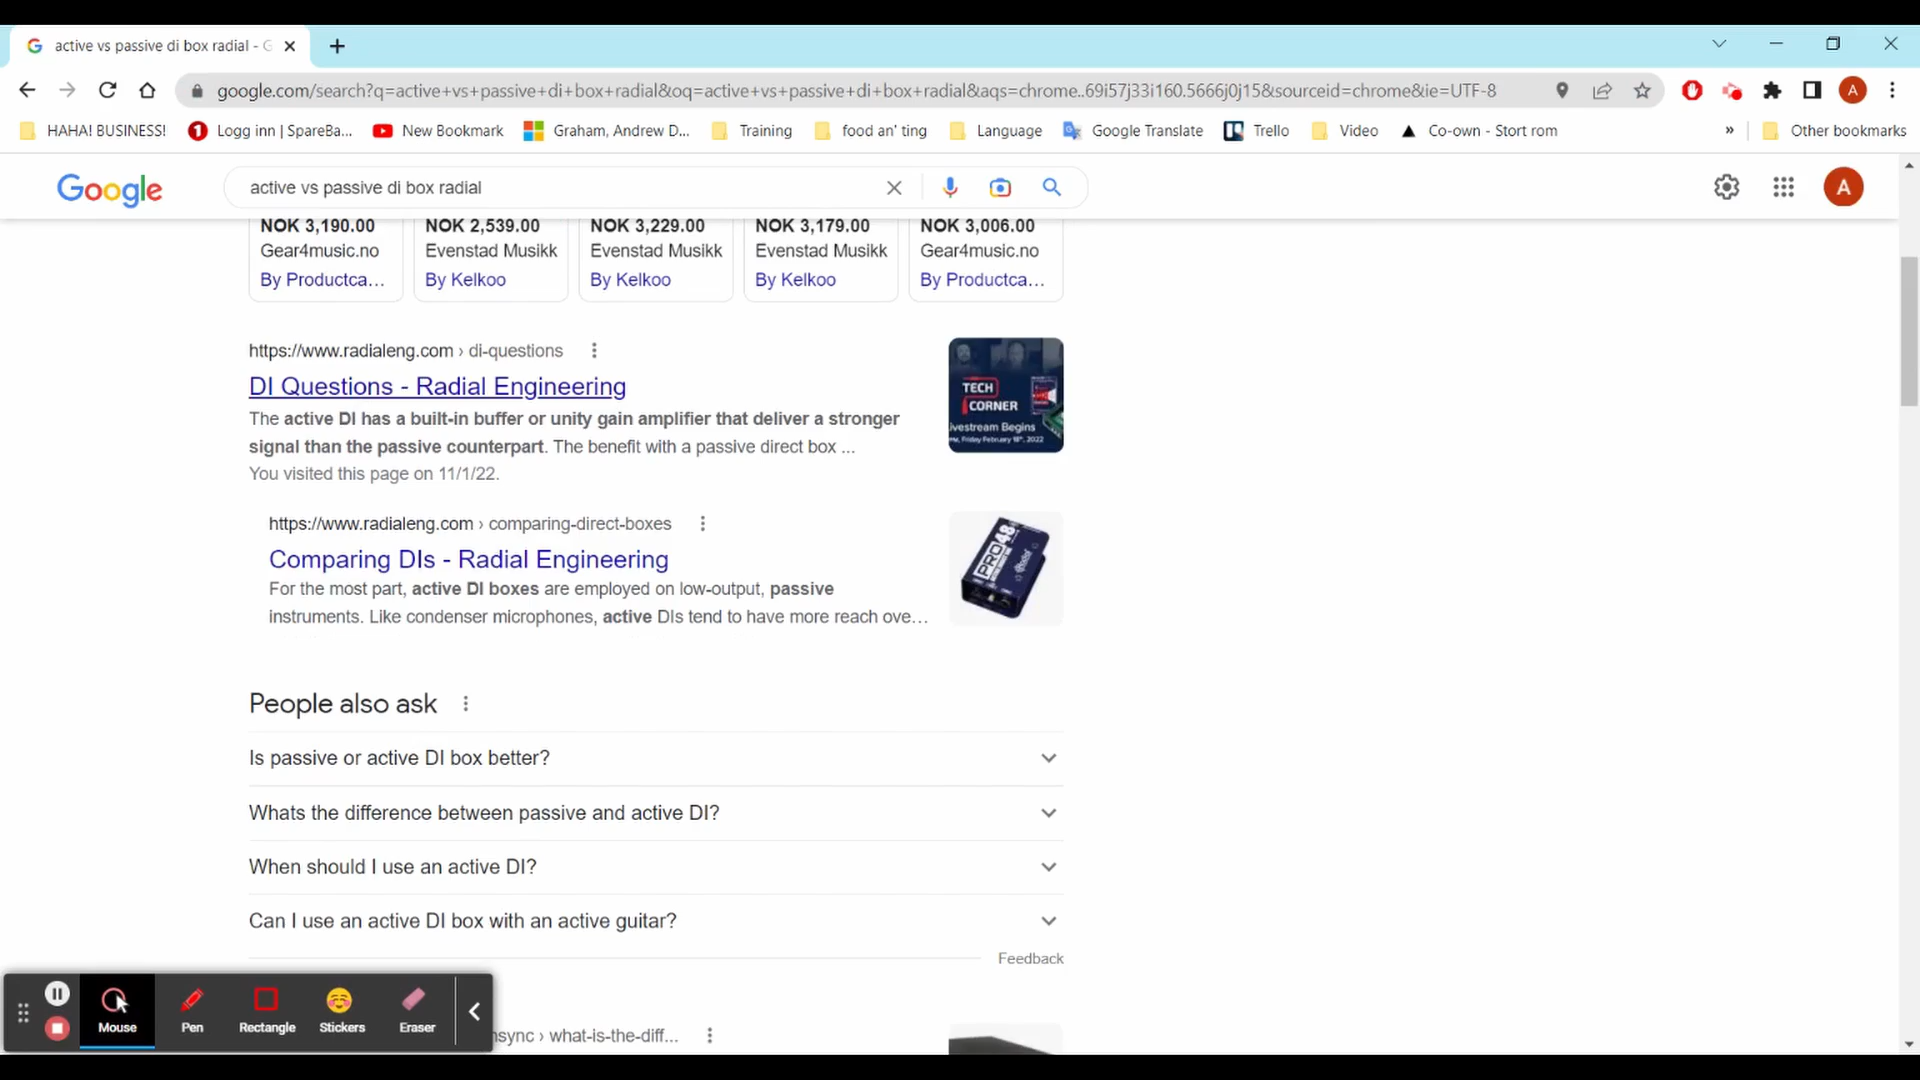 active vs passive di box radial - G
google.com/search?q=active+vs+passive+di+box+radial&oq=active+vs+passive+di+box+radial&aqs=chrome..69i57j33i160.5666j0j15&sourceid=chrome&ie=UTF-8
A
HAHA! BUSINESS!
Logg inn | SpareBa...
New Bookmark
Graham, Andrew D...
Training
food an' ting
Language
Google Translate
Trello
Video
Co-own - Stort rom
»
Other bookmarks
Google
active vs passive di box radial
A
NOK 3,190.00 NOK 2,539.00 NOK 3,229.00 NOK 3,179.00 NOK 3,006.00
Gear4music.no Evenstad Musikk Evenstad Musikk Evenstad Musikk Gear4music.no
By Productca... By Kelkoo By Kelkoo By Kelkoo By Productca...
https://www.radialeng.com › di-questions
DI Questions - Radial Engineering
The active DI has a built-in buffer or unity gain amplifier that deliver a stronger
signal than the passive counterpart. The benefit with a passive direct box ...
You visited this page on 11/1/22.
TECH
CORNER
ivestream Begins
PM, Friday February 18th, 2022
https://www.radialeng.com › comparing-direct-boxes
Comparing DIs - Radial Engineering
For the most part, active DI boxes are employed on low-output, passive
instruments. Like condenser microphones, active DIs tend to have more reach ove...
PRO48
Radial
People also ask
Is passive or active DI box better?
Whats the difference between passive and active DI?
When should I use an active DI?
Can I use an active DI box with an active guitar?
Feedback
Mouse
Pen
Rectangle
Stickers
Eraser
nsync › what-is-the-diff...